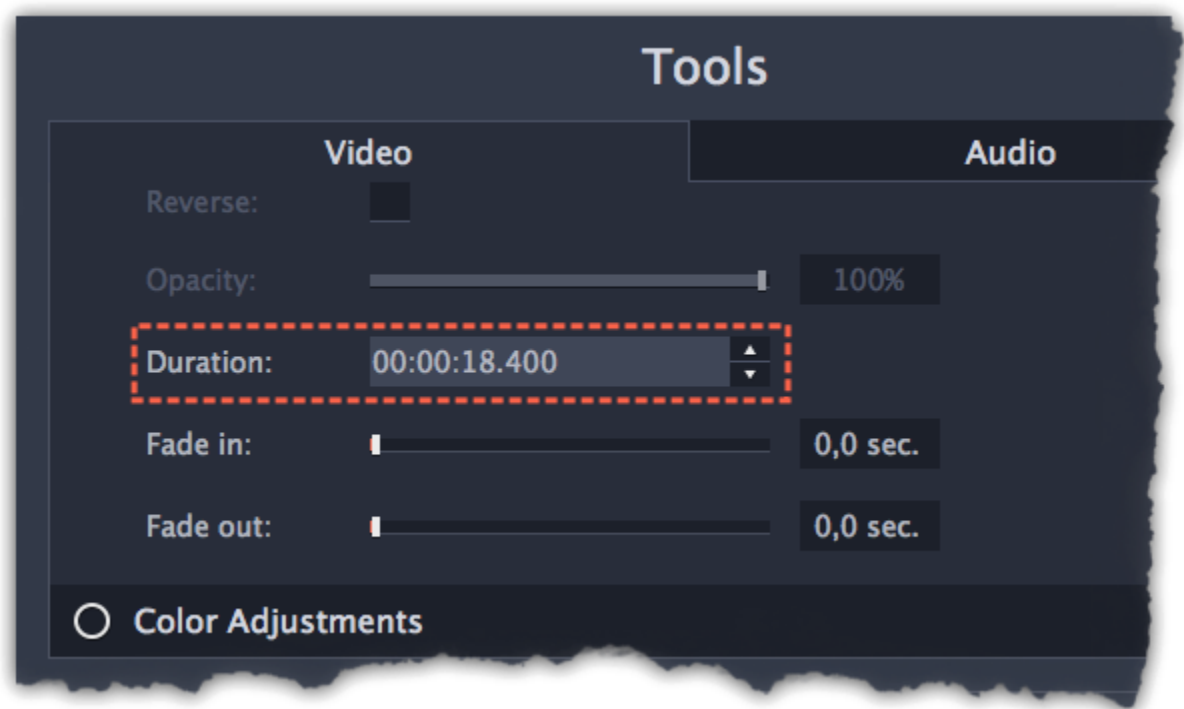 Tools
Video Audio
Reverse:
Opacity: 100%
Duration: 00:00:18.400
Fade in: 0,0 sec.
Fade out: 0,0 sec.
Color Adjustments